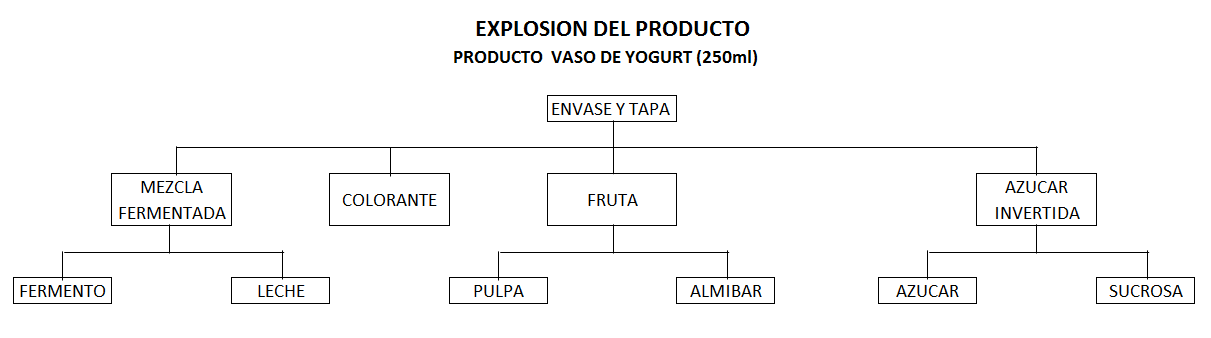 EXPLOSION DEL PRODUCTO
PRODUCTO VASO DE YOGURT (250ml)
ENVASE Y TAPA
MEZCLA
FERMENTADA
COLORANTE
FRUTA
AZUCAR
INVERTIDA
FERMENTO
LECHE
PULPA
ALMIBAR
AZUCAR
SUCROSA